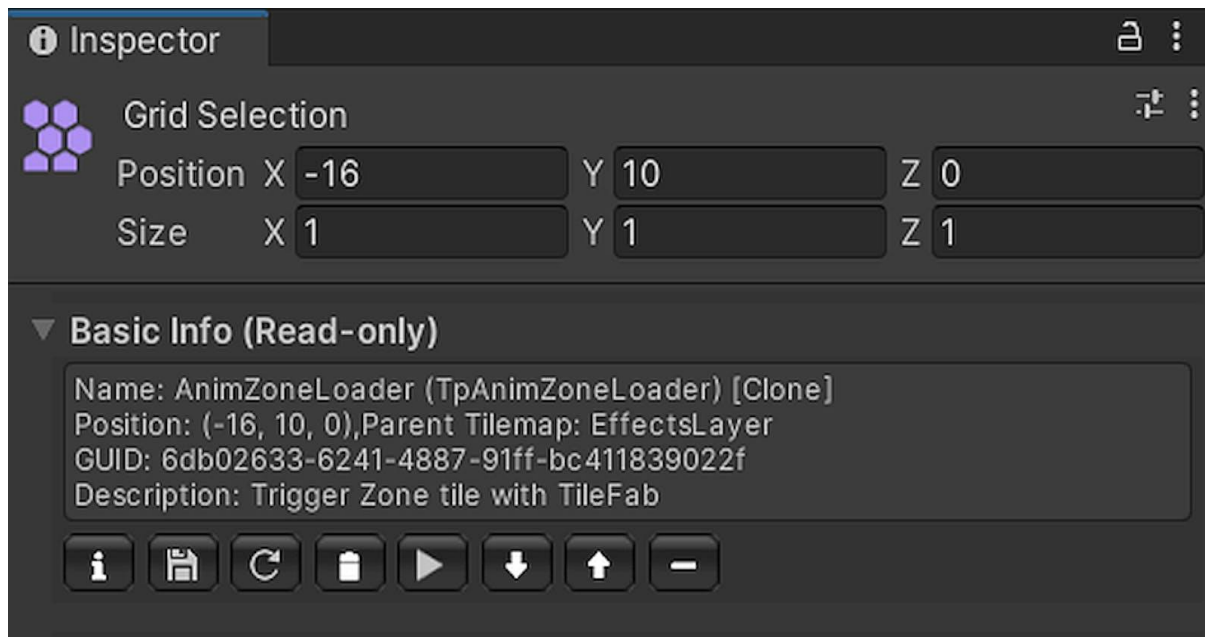 Inspector
Grid Selection
Position X -16 Y 10 Z 0
Size X 1 Y 1 Z 1
Basic Info (Read-only)
Name: AnimZoneLoader (TpAnimZoneLoader) [Clone]
Position: (-16, 10, 0),Parent Tilemap: EffectsLayer
GUID: 6db02633-6241-4887-91ff-bc411839022f
Description: Trigger Zone tile with TileFab